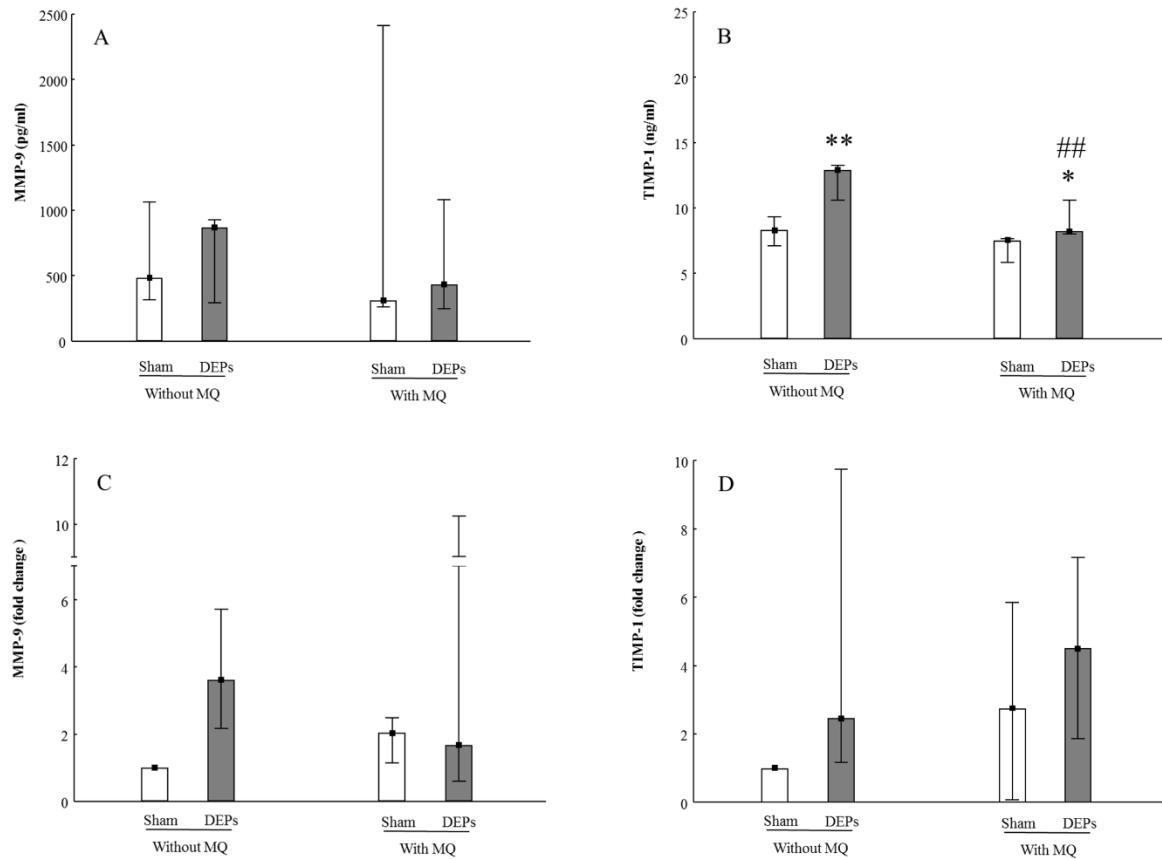 A
MMP-9 (pg/ml)
2500
2000
1500
1000
500
0
Sham DEPs
Without MQ
Sham DEPs
With MQ
B
TIMP-1 (ng/ml)
25
20
15
10
5
0
**
##
*
Sham DEPs
Without MQ
Sham DEPs
With MQ
C
MMP-9 (fold change )
12
10
6
4
2
0
Sham DEPs
Without MQ
Sham DEPs
With MQ
D
TIMP-1 (fold change )
10
8
6
4
2
0
Sham DEPs
Without MQ
Sham DEPs
With MQ